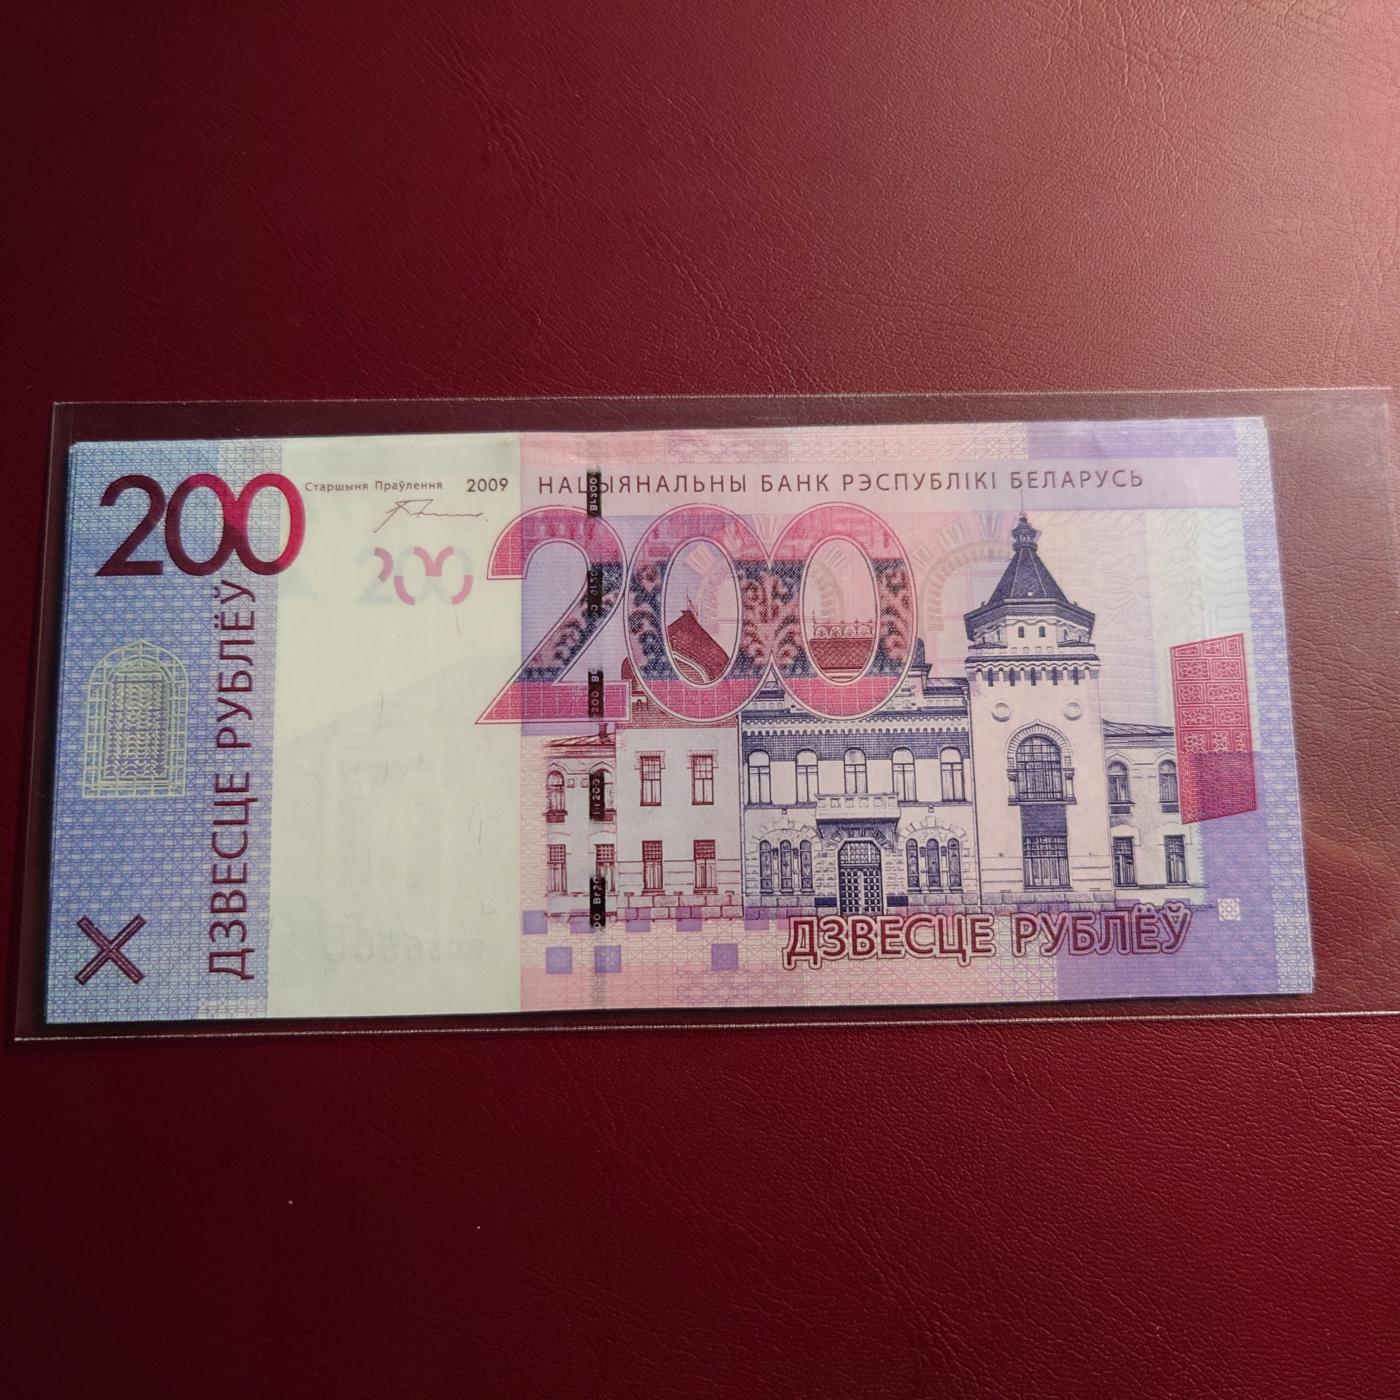 200
Старшыня Праўлення 2009
НАЦЫЯНАЛЬНЫ БАНК РЭСПУБЛІКІ БЕЛАРУСЬ
200
200
ДЗВЕСЦЕ РУБЛЁЎ
ДЗВЕСЦЕ РУБЛЁЎ